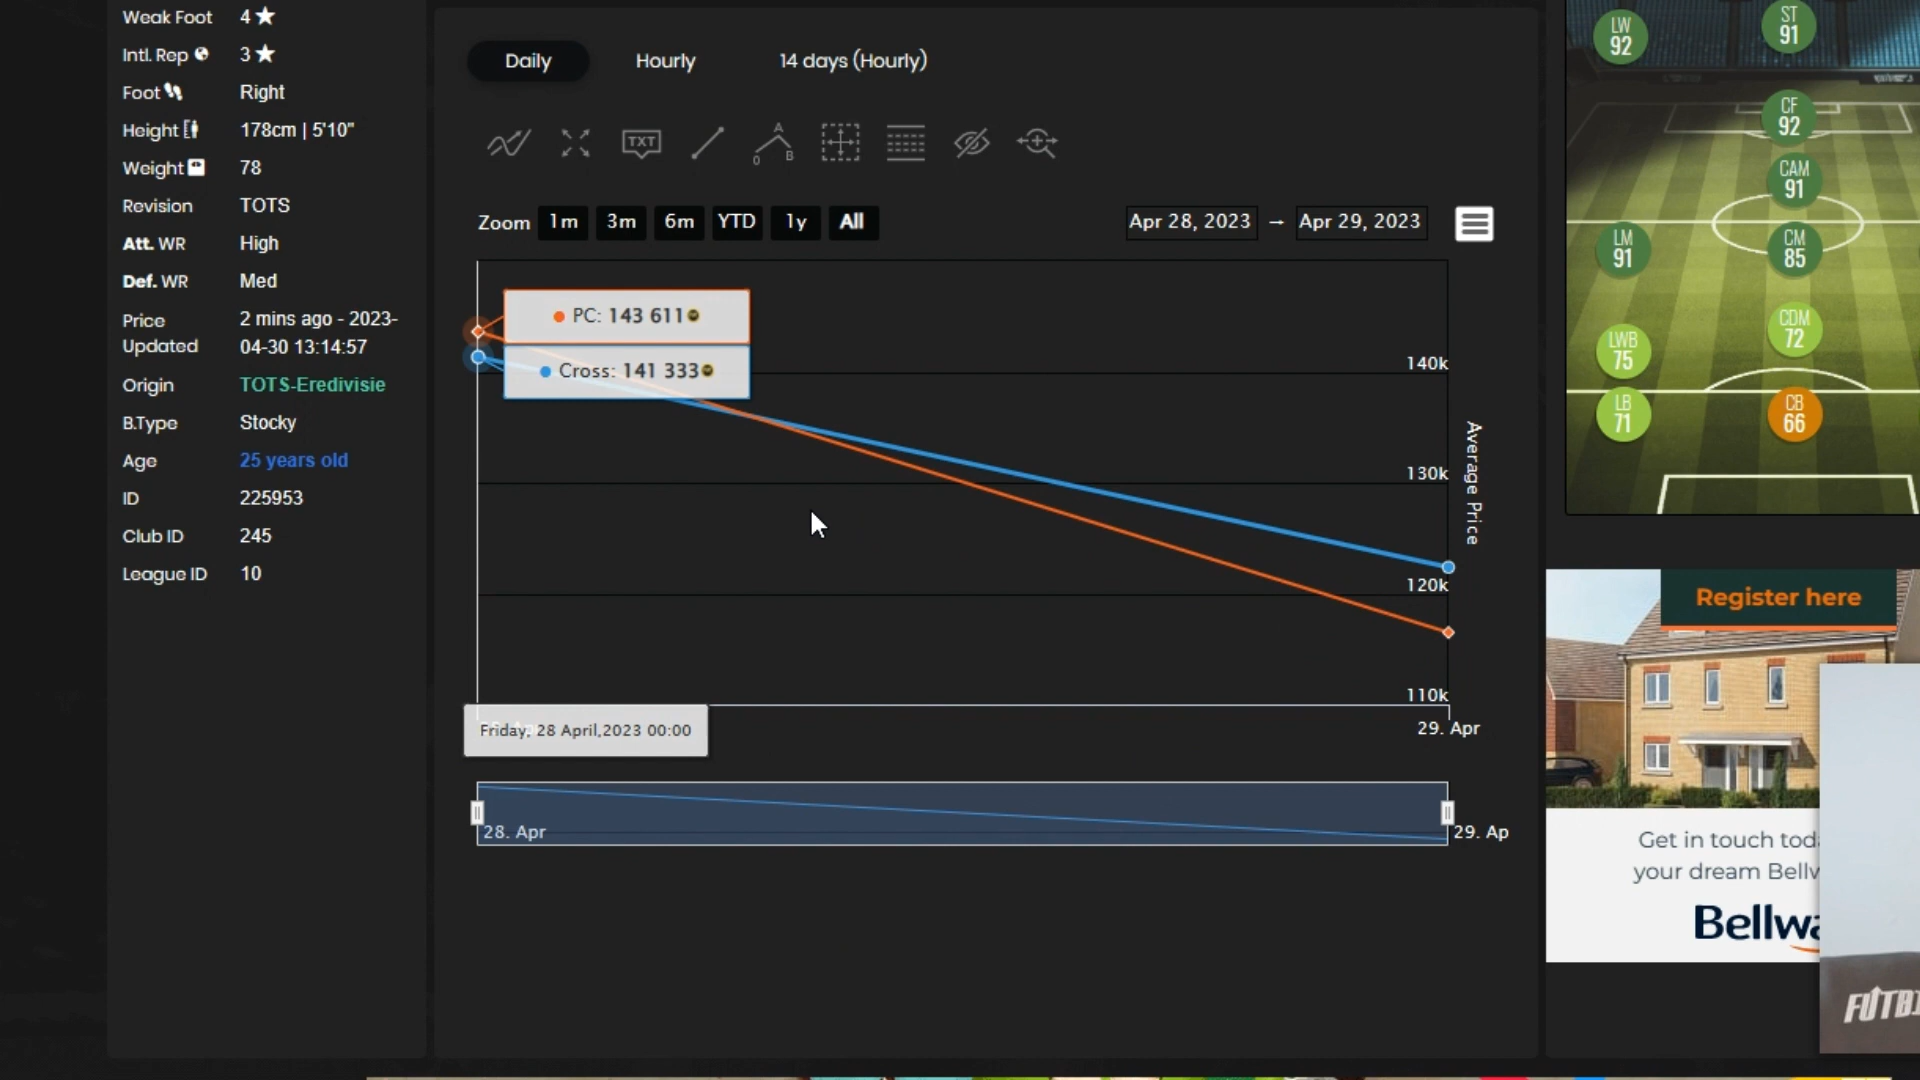 Weak Foot 4
Intl. Rep 3
Foot Right
Height 178cm | 5'10"
Weight 78
Revision TOTS
Att. WR High
Def. WR Med
Price Updated 2 mins ago - 2023-
04-30 13:14:57
Origin TOTS-Eredivisie
B.Type Stocky
Age 25 years old
ID 225953
Club ID 245
League ID 10
Daily Hourly 14 days (Hourly)
TXT
A
0 B
Zoom 1m 3m 6m YTD 1y All
Apr 28, 2023 → Apr 29, 2023
PC: 143 611
Cross: 141 333
140k
130k
120k
110k
Average Price
Friday, 28 April,2023 00:00
29. Apr
28. Apr
29. Ap
LW
92
ST
91
CF
92
CAM
91
LM
91
CM
85
CDM
72
LWB
75
LB
71
CB
66
Register here
Get in touch tod
your dream Bellw
Bellwa